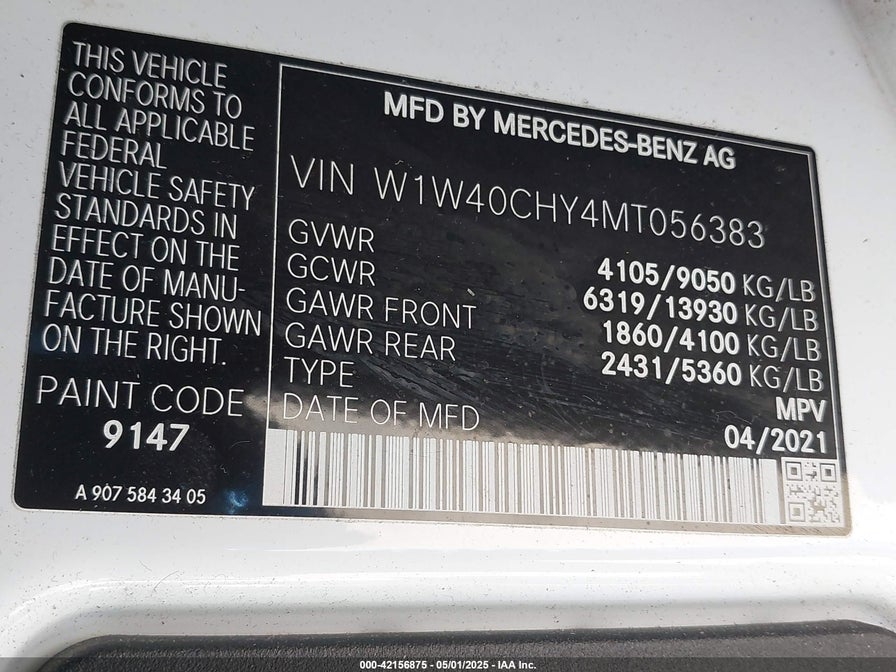 THIS VEHICLE
CONFORMS TO
ALL APPLICABLE
FEDERAL
VEHICLE SAFETY
STANDARDS IN
EFFECT ON THE
DATE OF MANU-
FACTURE SHOWN
ON THE RIGHT.
PAINT CODE
9147
A 907 584 34 05
MFD BY MERCEDES-BENZ AG
VIN W1W40CHY4MT056383
GVWR 4105/9050 KG/LB
GCWR 6319/13930 KG/LB
GAWR FRONT 1860/4100 KG/LB
GAWR REAR 2431/5360 KG/LB
TYPE MPV
DATE OF MFD 04/2021
000-42156875 / 05/01/2025 - IAA Inc.